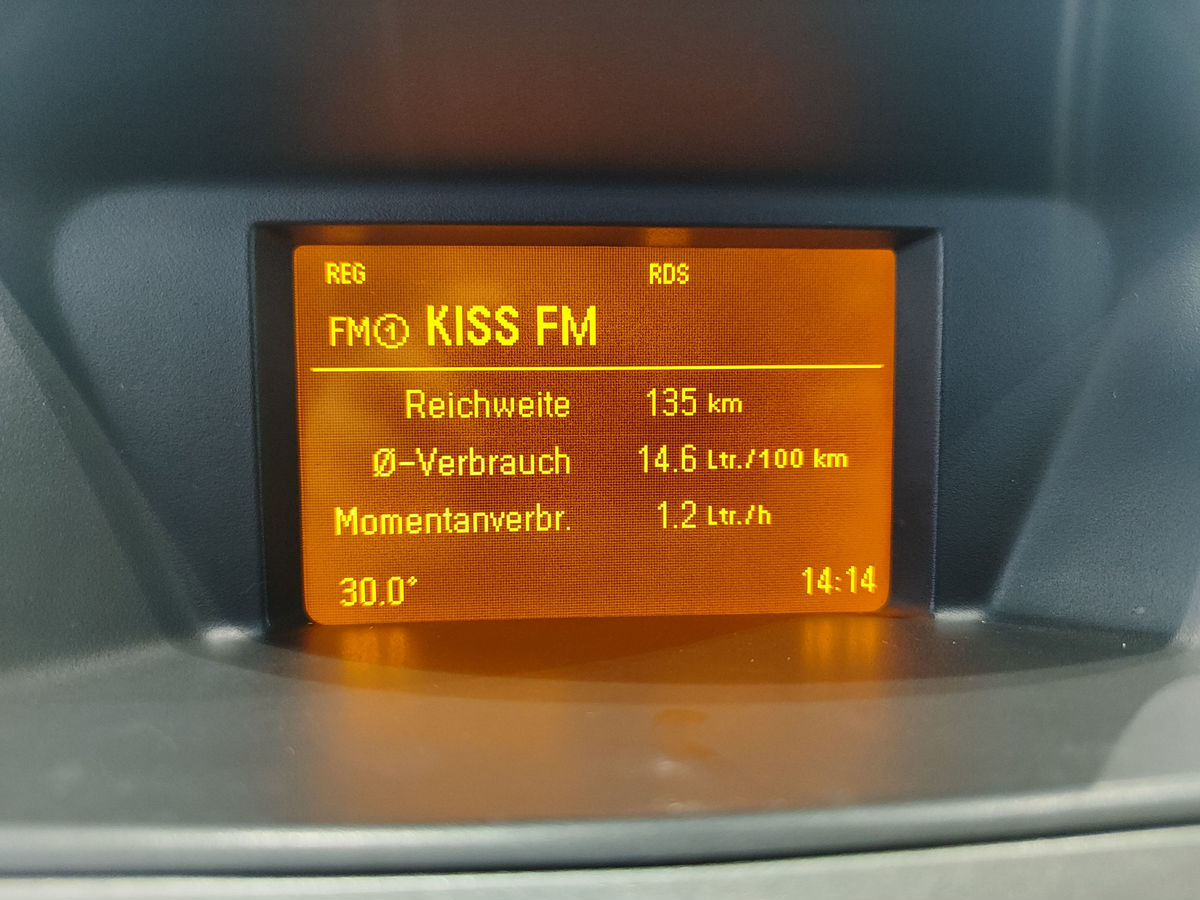 REG RDS
FM① KISS FM
Reichweite 135 km
Ø-Verbrauch 14.6 Ltr./100 km
Momentanverbr. 1.2 Ltr./h
30.0° 14:14